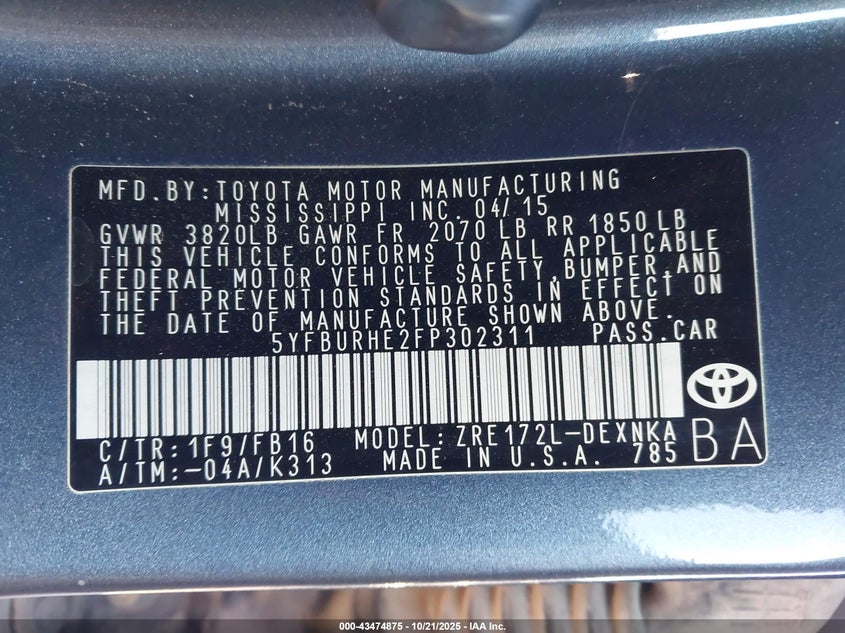 MFD.BY:TOYOTA MOTOR MANUFACTURING
MISSISSIPPI INC. 04/15
GVWR 3820LB GAWR FR 2070LB RR 1850LB
THIS VEHICLE CONFORMS TO ALL APPLICABLE
FEDERAL MOTOR VEHICLE SAFETY,BUMPER,AND
THEFT PREVENTION STANDARDS IN EFFECT ON
THE DATE OF MANUFACTURE SHOWN ABOVE.
5YFBURHE2FP302311 PASS.CAR
C/TR:1F9/FB16 MODEL:ZRE172L-DEXNKA
A/TM:-04A/K313 MADE IN U.S.A. 785
BA
000-43474875 - 10/21/2025 - IAA Inc.